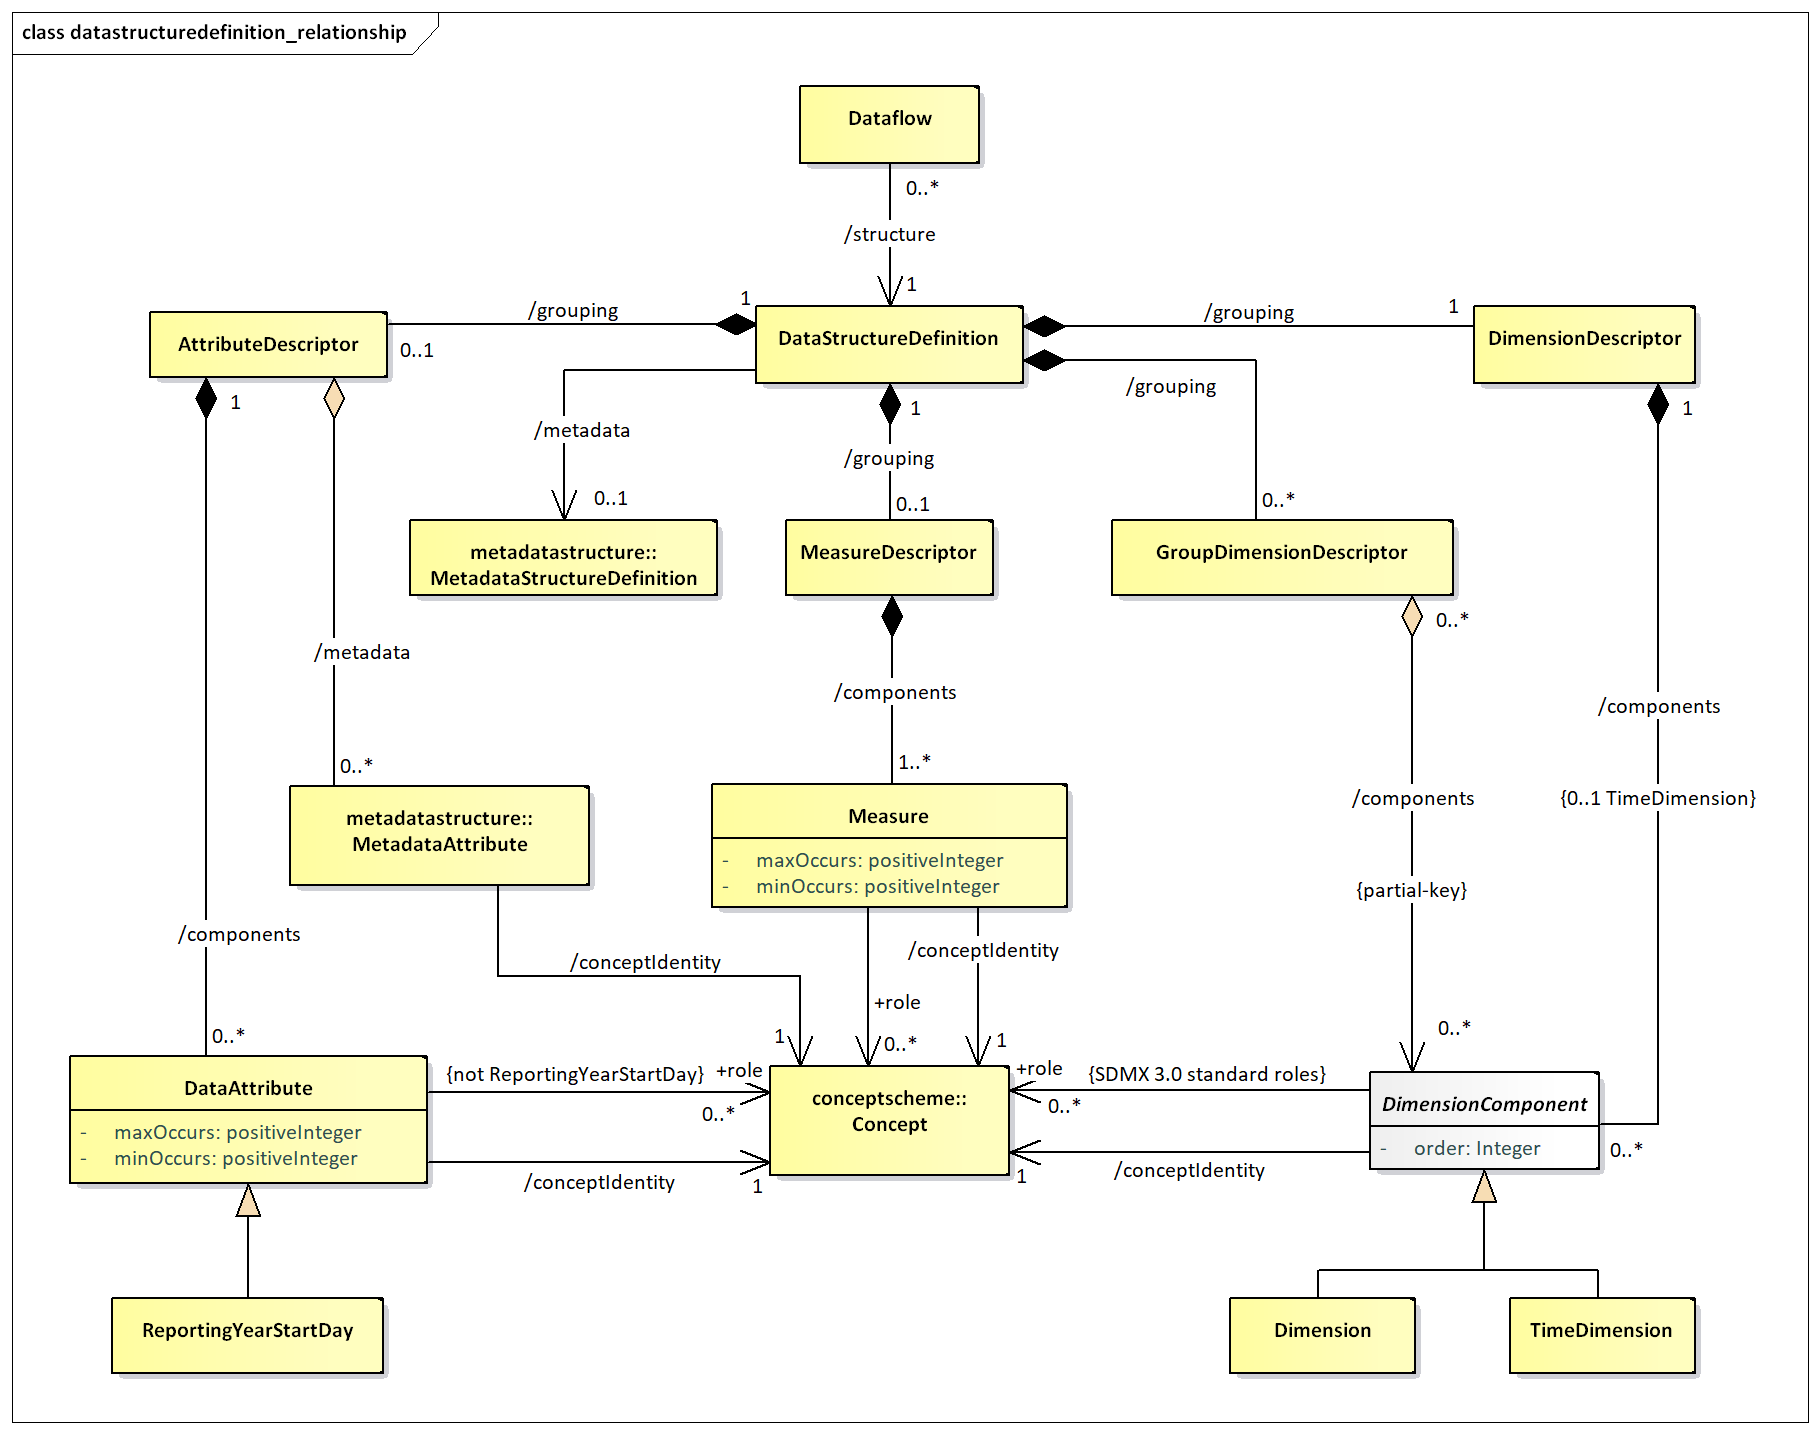 class datastructuredefinition_relationship
Dataflow
0..*
/structure
1
/grouping
1
/grouping
1
AttributeDescriptor
0..1
DataStructureDefinition
DimensionDescriptor
1
/metadata
1
/grouping
/grouping
1
0..1
0..1
0..*
metadatastructure::
MetadataStructureDefinition
MeasureDescriptor
GroupDimensionDescriptor
0..*
/metadata
/components
/components
0..*
1..*
metadatastructure::
MetadataAttribute
Measure
- maxOccurs: positiveInteger
- minOccurs: positiveInteger
/components
{0..1 TimeDimension}
{partial-key}
/components
/conceptIdentity
/conceptIdentity
+role
0..*
1
0..*
1
0..*
DataAttribute
- maxOccurs: positiveInteger
- minOccurs: positiveInteger
{not ReportingYearStartDay}
+role
0..*
/conceptIdentity
1
conceptscheme::
Concept
+role
0..*
{SDMX 3.0 standard roles}
1
/conceptIdentity
DimensionComponent
- order: Integer
0..*
ReportingYearStartDay
Dimension
TimeDimension